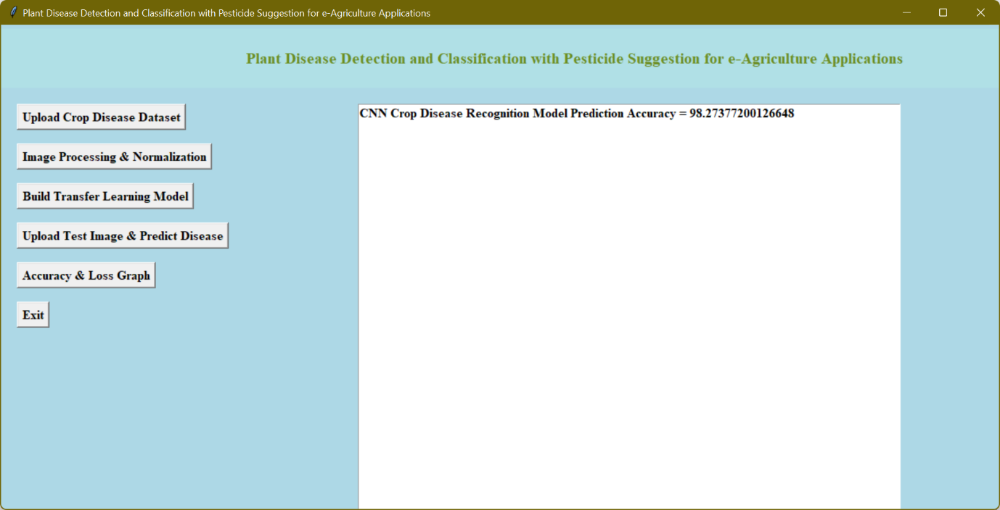 Plant Disease Detection and Classification with Pesticide Suggestion for e-Agriculture Applications
Plant Disease Detection and Classification with Pesticide Suggestion for e-Agriculture Applications
Upload Crop Disease Dataset
CNN Crop Disease Recognition Model Prediction Accuracy = 98.27377200126648
Image Processing & Normalization
Build Transfer Learning Model
Upload Test Image & Predict Disease
Accuracy & Loss Graph
Exit